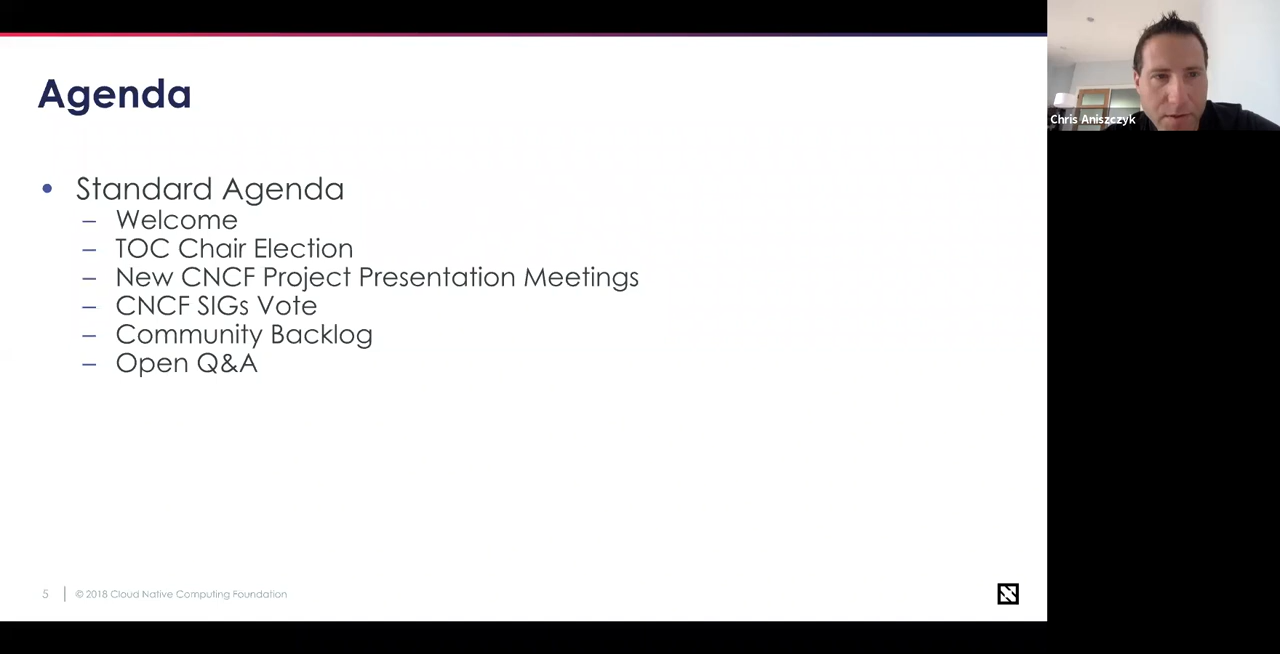 Agenda
• Standard Agenda
– Welcome
– TOC Chair Election
– New CNCF Project Presentation Meetings
– CNCF SIGs Vote
– Community Backlog
– Open Q&A
5
© 2018 Cloud Native Computing Foundation
Chris Aniszczyk